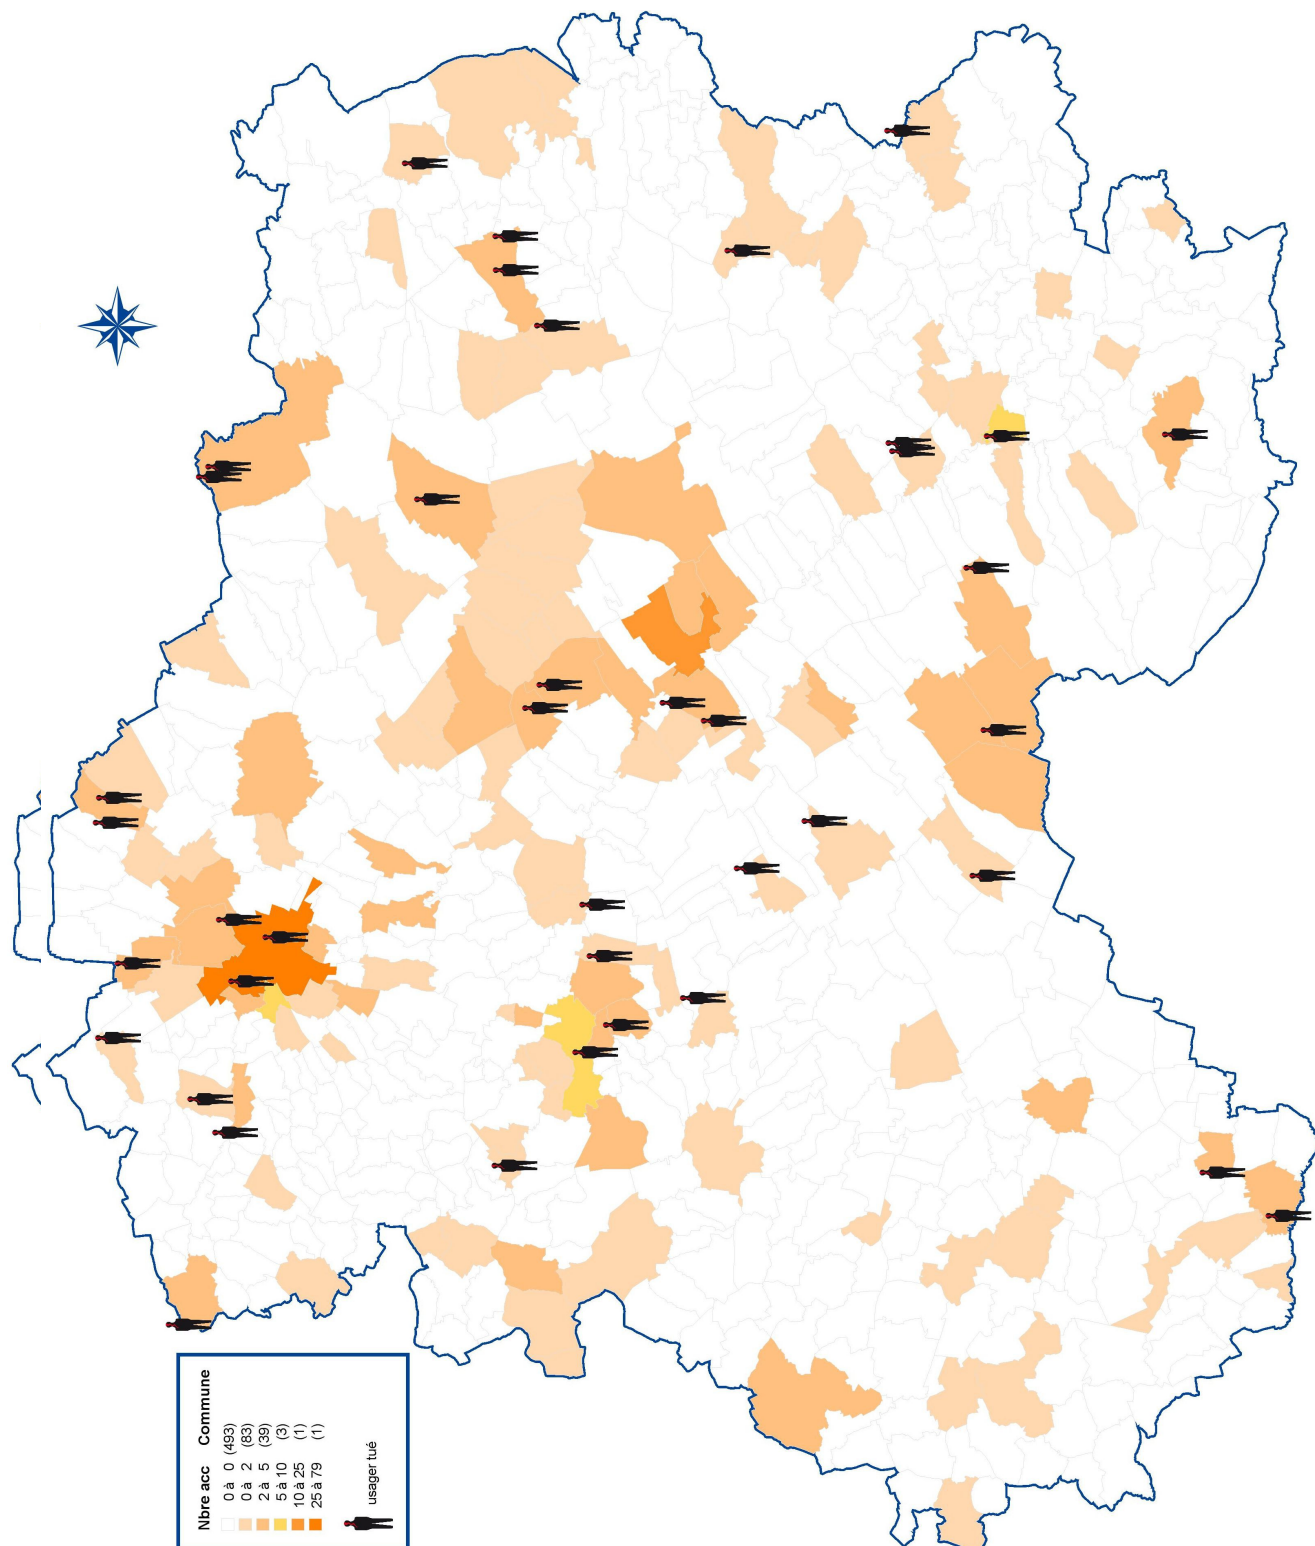 Nbre acc Commune
0 à 0 (493)
0 à 2 (83)
2 à 5 (39)
5 à 10 (3)
10 à 25 (1)
25 à 79 (1)
usager tué